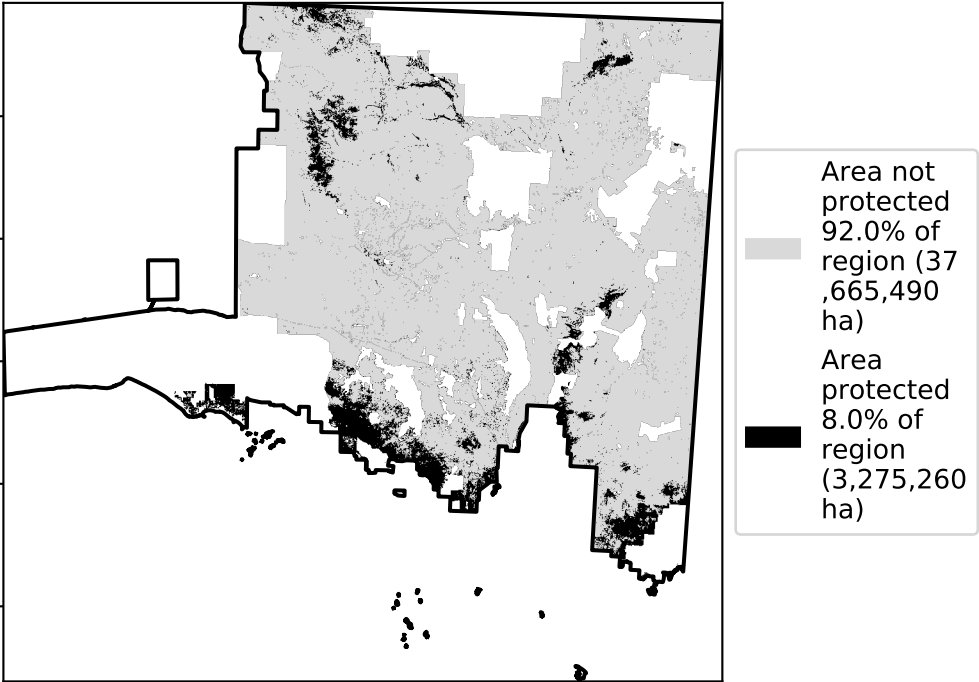 Area not
protected
92.0% of
region (37
,665,490
ha)
Area
protected
8.0% of
region
(3,275,260
ha)